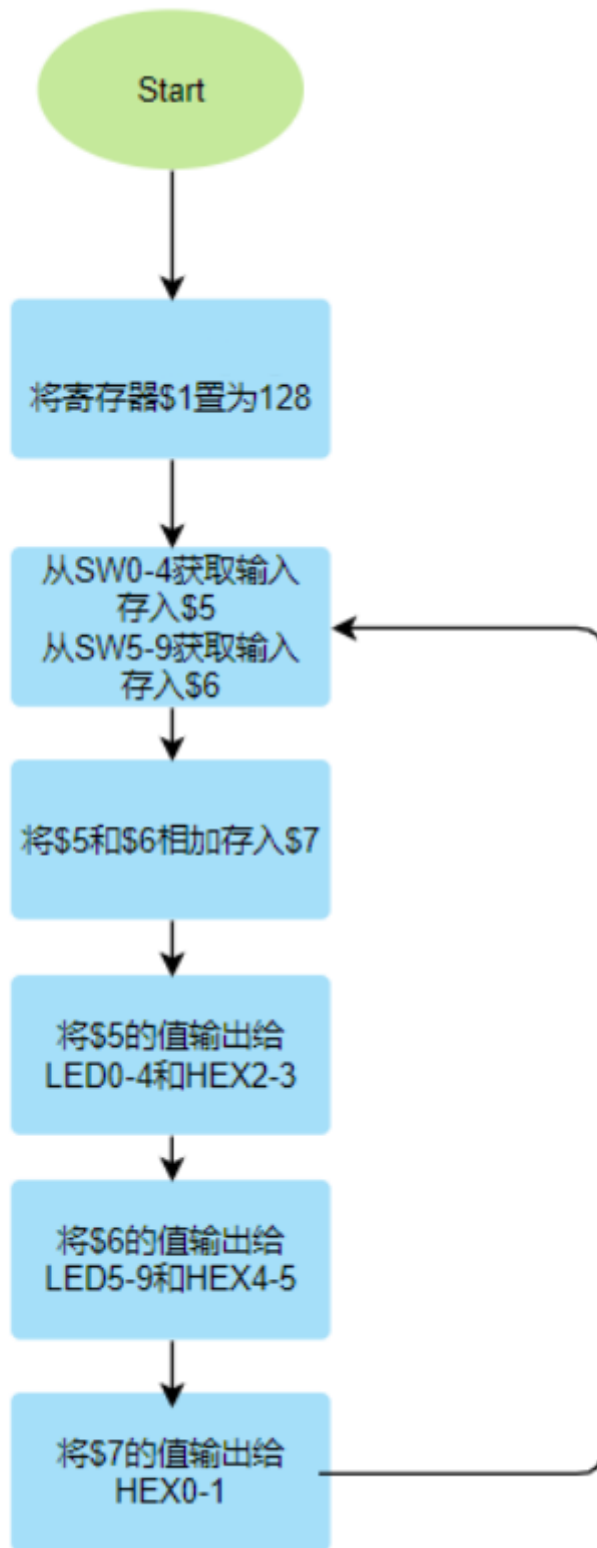 Start
将寄存器$1置为128
从SW0-4获取输入
存入$5
从SW5-9获取输入
存入$6
将$5和$6相加存入$7
将$5的值输出给
LED0-4和HEX2-3
将$6的值输出给
LED5-9和HEX4-5
将$7的值输出给
HEX0-1